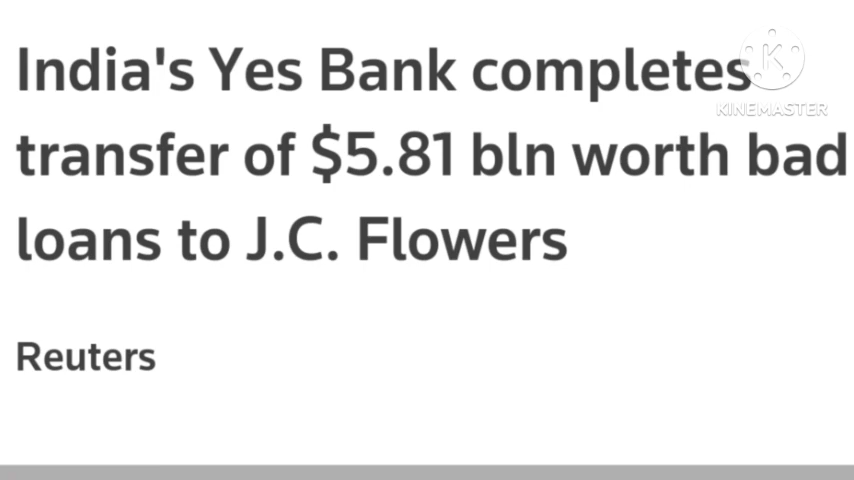 India's Yes Bank completes
K
KINEMASTER
transfer of $5.81 bln worth bad
loans to J.C. Flowers
Reuters